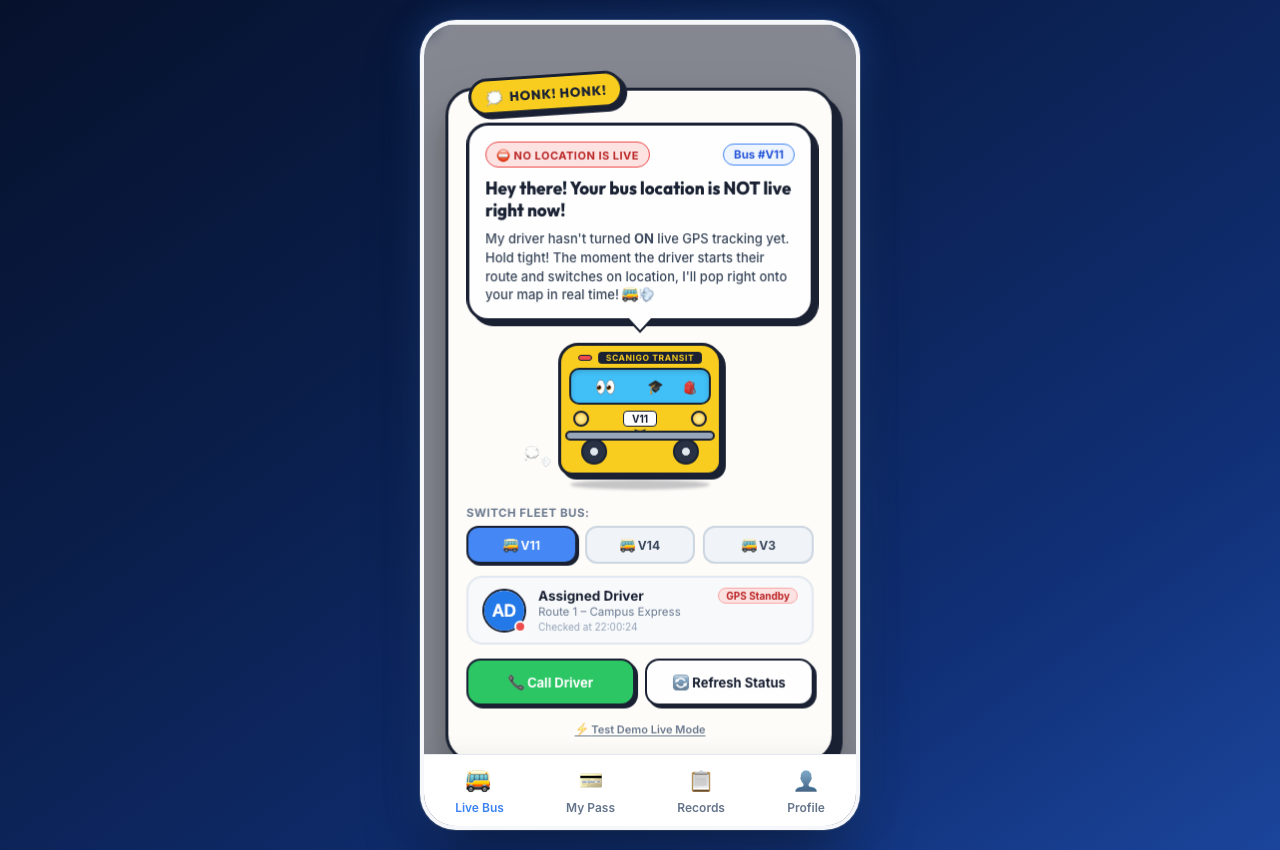 HONK! HONK!
NO LOCATION IS LIVE
Bus #V11
Hey there! Your bus location is NOT live
right now!
My driver hasn't turned ON live GPS tracking yet.
Hold tight! The moment the driver starts their
route and switches on location, I'll pop right onto
your map in real time!
SCANIGO TRANSIT
V11
SWITCH FLEET BUS:
V11
V14
V3
AD
Assigned Driver
GPS Standby
Route 1 – Campus Express
Checked at 22:00:24
Call Driver
Refresh Status
Test Demo Live Mode
Live Bus
My Pass
Records
Profile